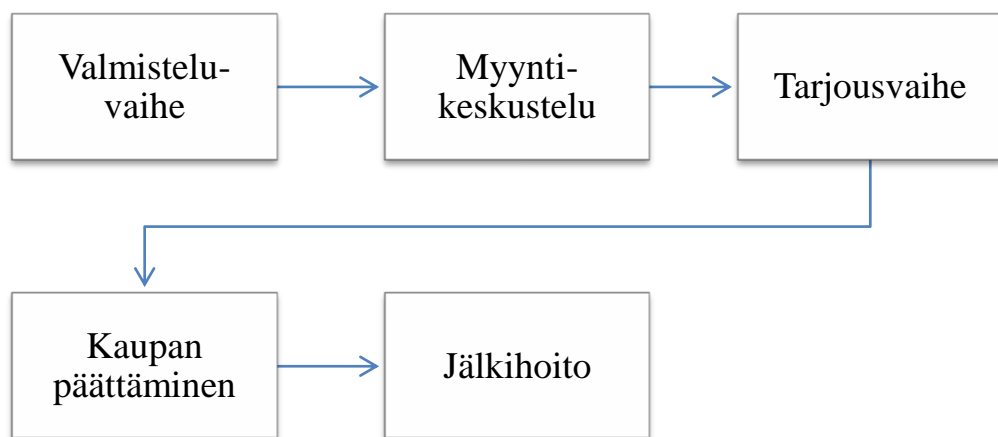 Valmistelu-
vaihe
Myynti-
keskustelu
Tarjousvaihe
Kaupan
päättäminen
Jälkihoito